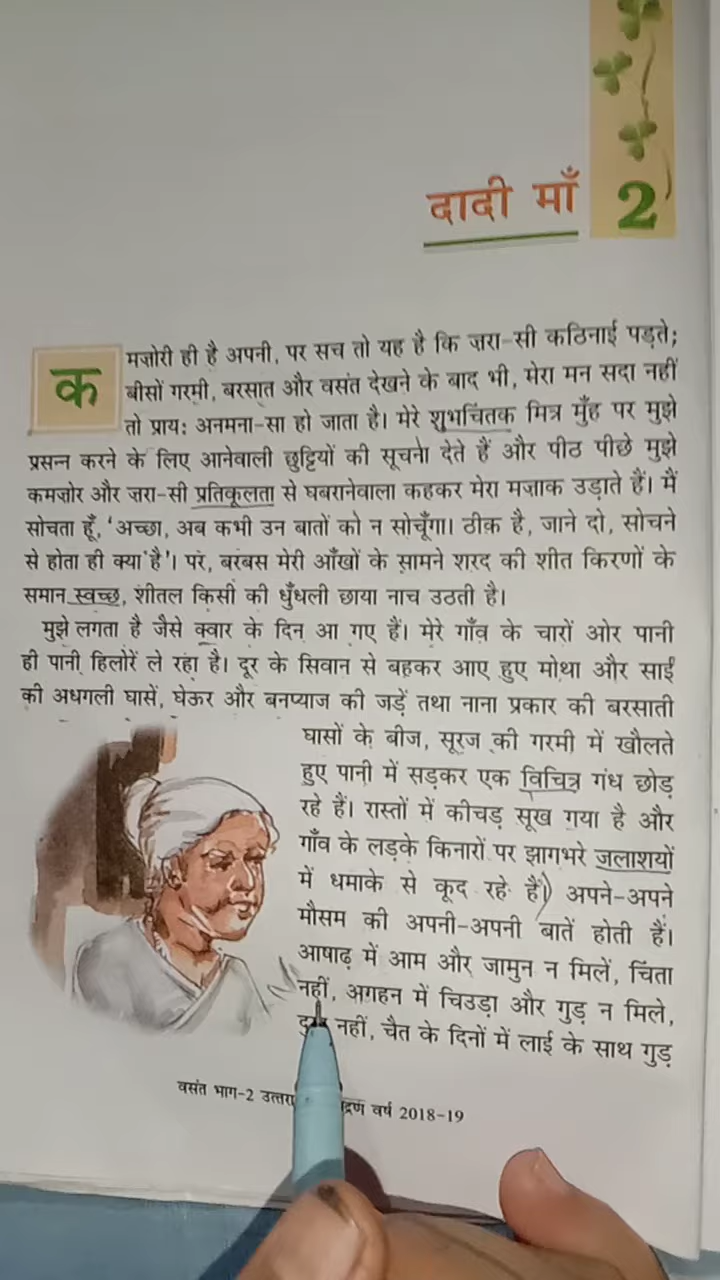 दादी माँ
2
कमज़ोरी ही है अपनी, पर सच तो यह है कि ज़रा-सी कठिनाई पड़ते;
बीसों गरमी, बरसात और वसंत देखने के बाद भी, मेरा मन सदा नहीं
तो प्रायः अनमना-सा हो जाता है। मेरे शुभचिंतक मित्र मुँह पर मुझे
प्रसन्न करने के लिए आनेवाली छुट्टियों की सूचना देते हैं और पीठ पीछे मुझे
कमज़ोर और ज़रा-सी प्रतिकूलता से घबरानेवाला कहकर मेरा मज़ाक उड़ाते हैं। मैं
सोचता हूँ, 'अच्छा, अब कभी उन बातों को न सोचूँगा। ठीक है, जाने दो, सोचने
से होता ही क्या है'। पर, बरबस मेरी आँखों के सामने शरद की शीत किरणों के
समान स्वच्छ, शीतल किसी की धुँधली छाया नाच उठती है।
मुझे लगता है जैसे क्वार के दिन आ गए हैं। मेरे गाँव के चारों ओर पानी
ही पानी हिलोरें ले रहा है। दूर के सिवान से बहकर आए हुए मोथा और साईं
की अधगली घासें, घेऊर और बनप्याज की जड़ें तथा नाना प्रकार की बरसाती
घासों के बीज, सूरज की गरमी में खौलते
हुए पानी में सड़कर एक विचित्र गंध छोड़
रहे हैं। रास्तों में कीचड़ सूख गया है और
गाँव के लड़के किनारों पर झागभरे जलाशयों
में धमाके से कूद रहे हैं। अपने-अपने
मौसम की अपनी-अपनी बातें होती हैं।
आषाढ़ में आम और जामुन न मिलें, चिंता
नहीं, अगहन में चिउड़ा और गुड़ न मिले,
नहीं, चैत के दिनों में लाई के साथ गुड़
वसंत भाग-2 वर्ष 2018-19